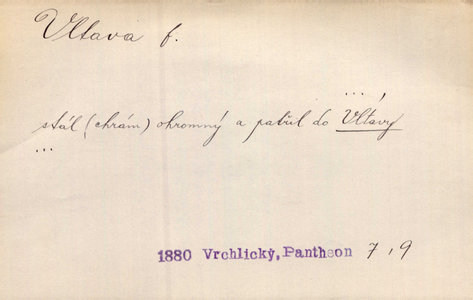 Vltava f.
...,
stál (chrám) ohromný a patřil do Vltavy
...
1880 Vrchlický, Pantheon 7, 9